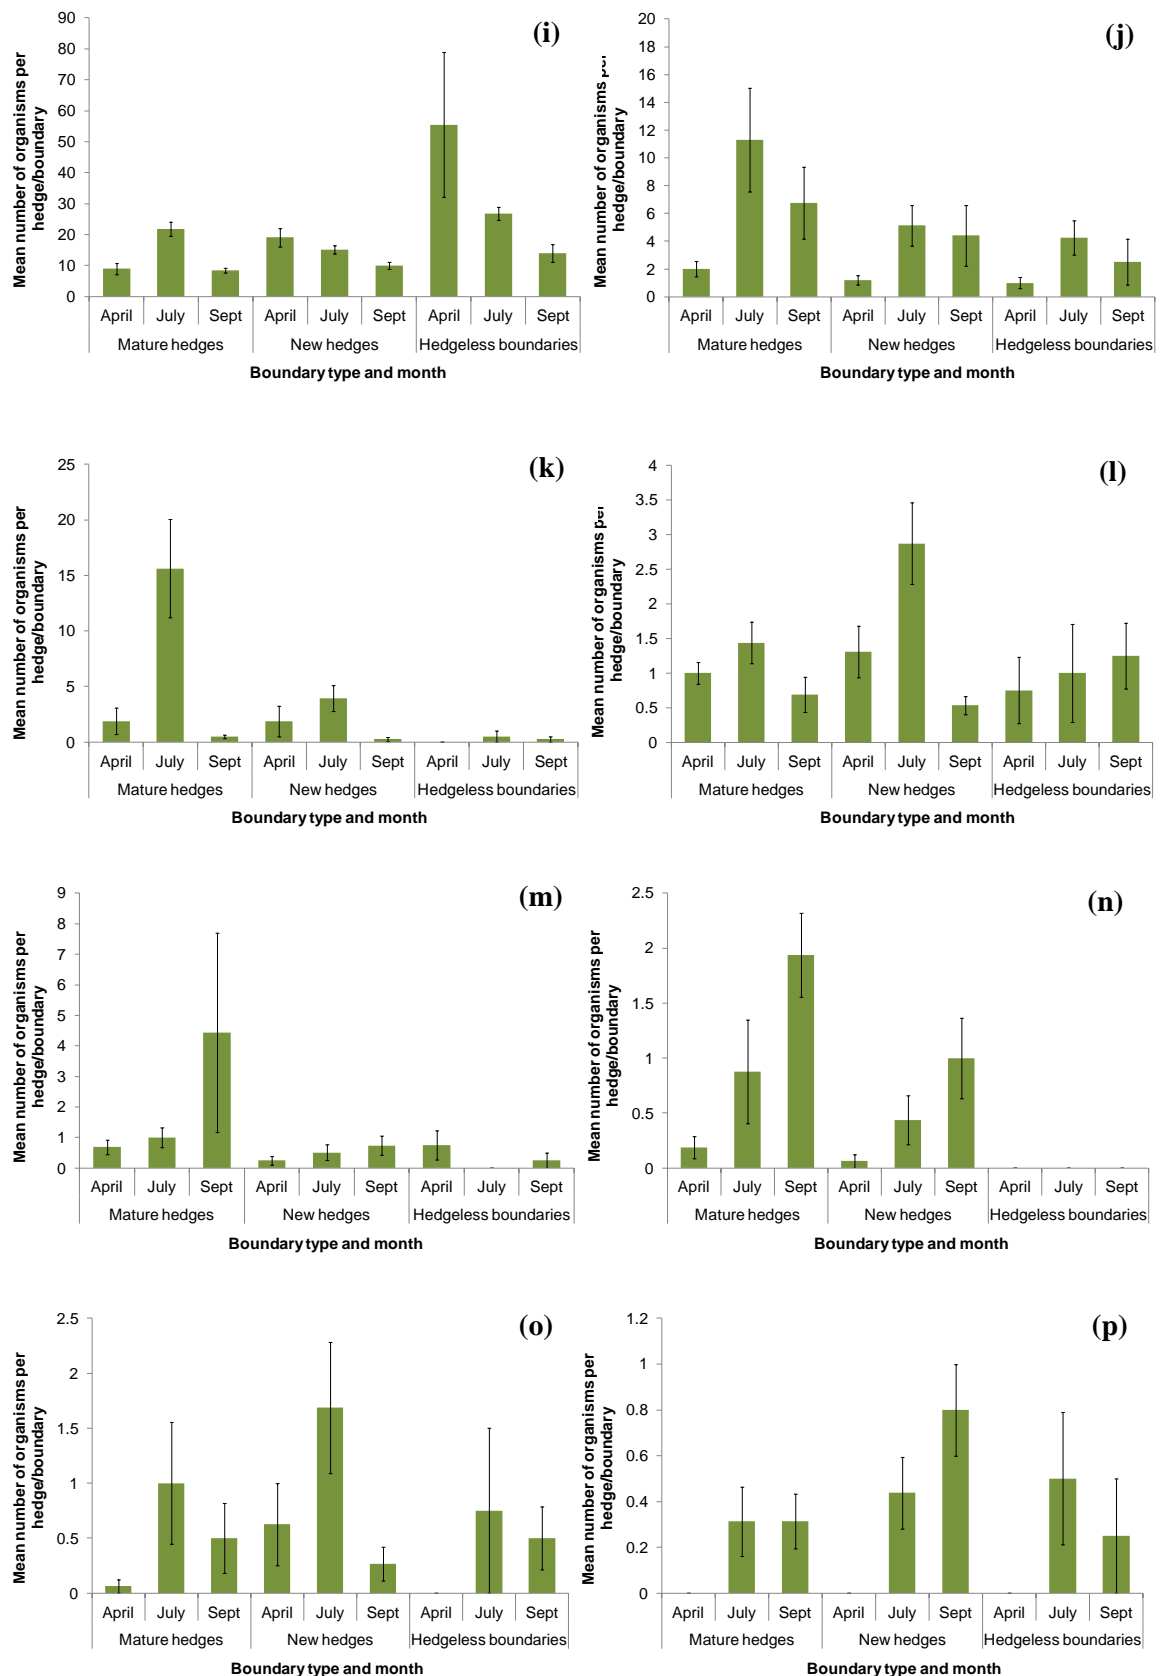 (i)
Mean number of organisms per
hedge/boundary
90
80
70
60
50
40
30
20
10
0
April July Sept April July Sept April July Sept
Mature hedges New hedges Hedgeless boundaries
Boundary type and month
(j)
Mean number of organisms per
hedge/boundary
20
18
16
14
12
10
8
6
4
2
0
April July Sept April July Sept April July Sept
Mature hedges New hedges Hedgeless boundaries
Boundary type and month
(k)
Mean number of organisms per
hedge/boundary
25
20
15
10
5
0
April July Sept April July Sept April July Sept
Mature hedges New hedges Hedgeless boundaries
Boundary type and month
(l)
Mean number of organisms per
hedge/boundary
4
3.5
3
2.5
2
1.5
1
0.5
0
April July Sept April July Sept April July Sept
Mature hedges New hedges Hedgeless boundaries
Boundary type and month
(m)
Mean number of organisms per
hedge/boundary
9
8
7
6
5
4
3
2
1
0
April July Sept April July Sept April July Sept
Mature hedges New hedges Hedgeless boundaries
Boundary type and month
(n)
Mean number of organisms per
hedge/boundary
2.5
2
1.5
1
0.5
0
April July Sept April July Sept April July Sept
Mature hedges New hedges Hedgeless boundaries
Boundary type and month
(o)
Mean number of organisms per
hedge/boundary
2.5
2
1.5
1
0.5
0
April July Sept April July Sept April July Sept
Mature hedges New hedges Hedgeless boundaries
Boundary type and month
(p)
Mean number of organisms per
hedge/boundary
1.2
1
0.8
0.6
0.4
0.2
0
April July Sept April July Sept April July Sept
Mature hedges New hedges Hedgeless boundaries
Boundary type and month